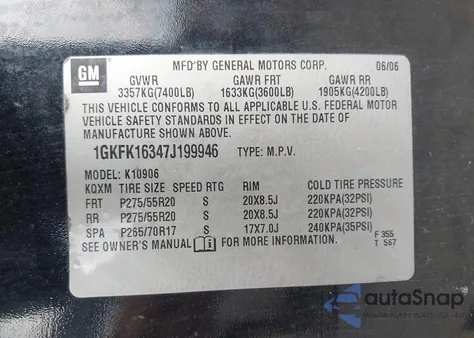 GM
MFD BY GENERAL MOTORS CORP. 06/06
GVWR GAWR FRT GAWR RR
3357KG(7400LB) 1633KG(3600LB) 1905KG(4200LB)
THIS VEHICLE CONFORMS TO ALL APPLICABLE U.S. FEDERAL MOTOR
VEHICLE SAFETY STANDARDS IN EFFECT ON THE DATE OF
MANUFACTURE SHOWN ABOVE.
1GKFK16347J199946 TYPE: M.P.V.
MODEL: K10906
KQXM TIRE SIZE SPEED RTG RIM COLD TIRE PRESSURE
FRT P275/55R20 S 20X8.5J 220KPA(32PSI)
RR P275/55R20 S 20X8.5J 220KPA(32PSI)
SPA P265/70R17 S 17X7.0J 240KPA(35PSI)
SEE OWNER'S MANUAL FOR MORE INFORMATION. F 355
T 567
autoSnap